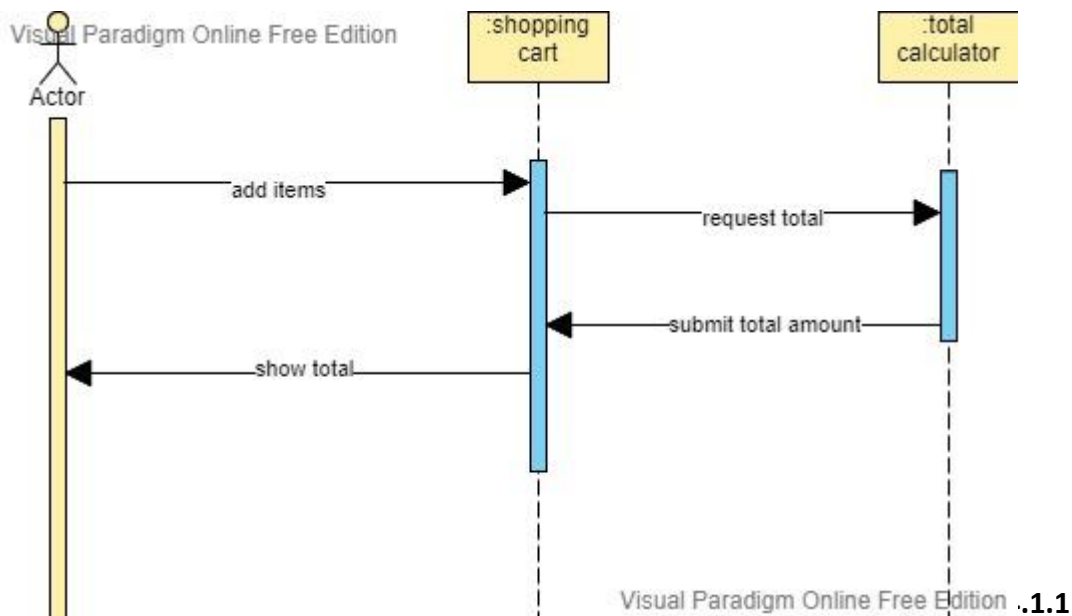 Visual Paradigm Online Free Edition
Actor
:shopping
cart
:total
calculator
add items
request total
submit total amount
show total
Visual Paradigm Online Free Edition
.1.1